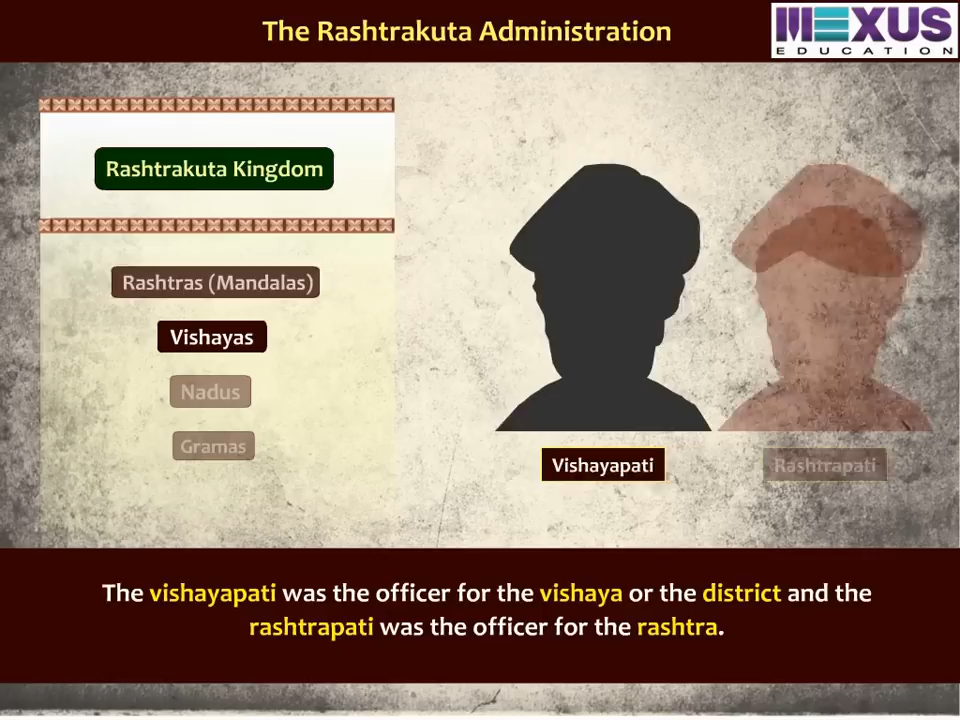 The Rashtrakuta Administration
MEXUS
EDUCATION
Rashtrakuta Kingdom
Rashtras (Mandalas)
Vishayas
Nadus
Gramas
Vishayapati
Rashtrapati
The vishayapati was the officer for the vishaya or the district and the
rashtrapati was the officer for the rashtra.